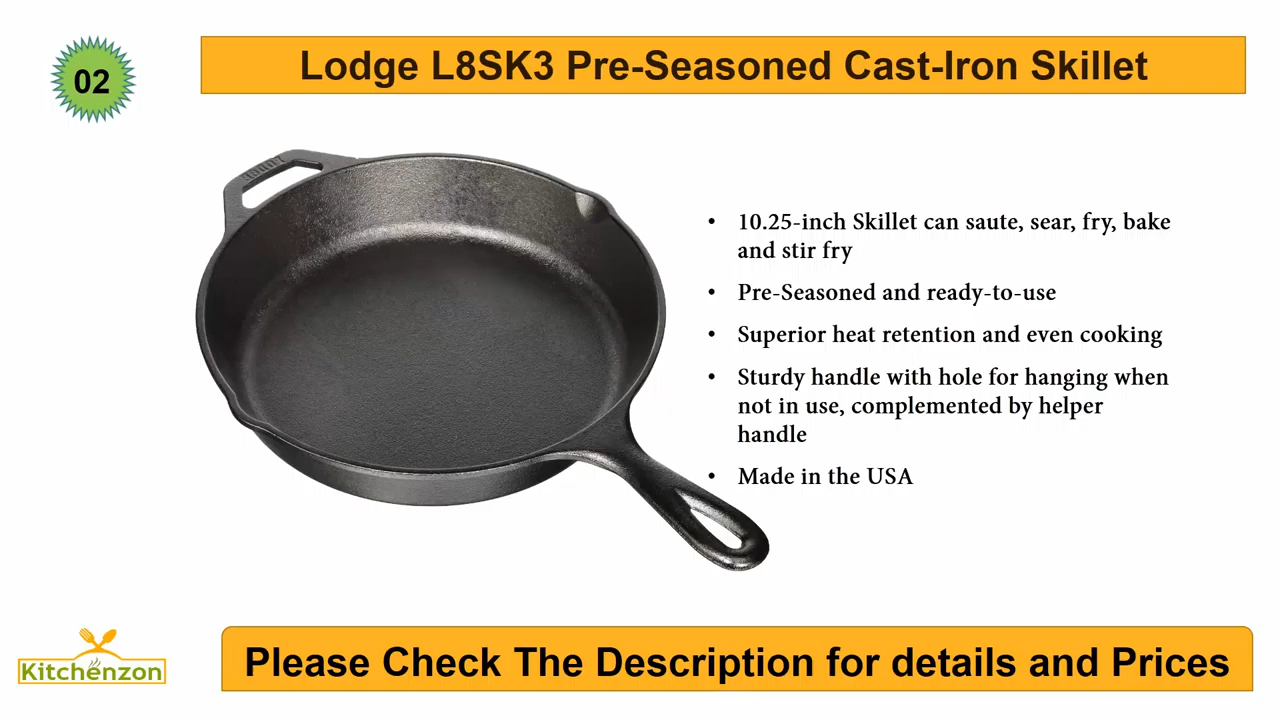 02
Lodge L8SK3 Pre-Seasoned Cast-Iron Skillet
LODGE
• 10.25-inch Skillet can saute, sear, fry, bake
and stir fry
• Pre-Seasoned and ready-to-use
• Superior heat retention and even cooking
• Sturdy handle with hole for hanging when
not in use, complemented by helper
handle
• Made in the USA
Kitchenzon
Please Check The Description for details and Prices